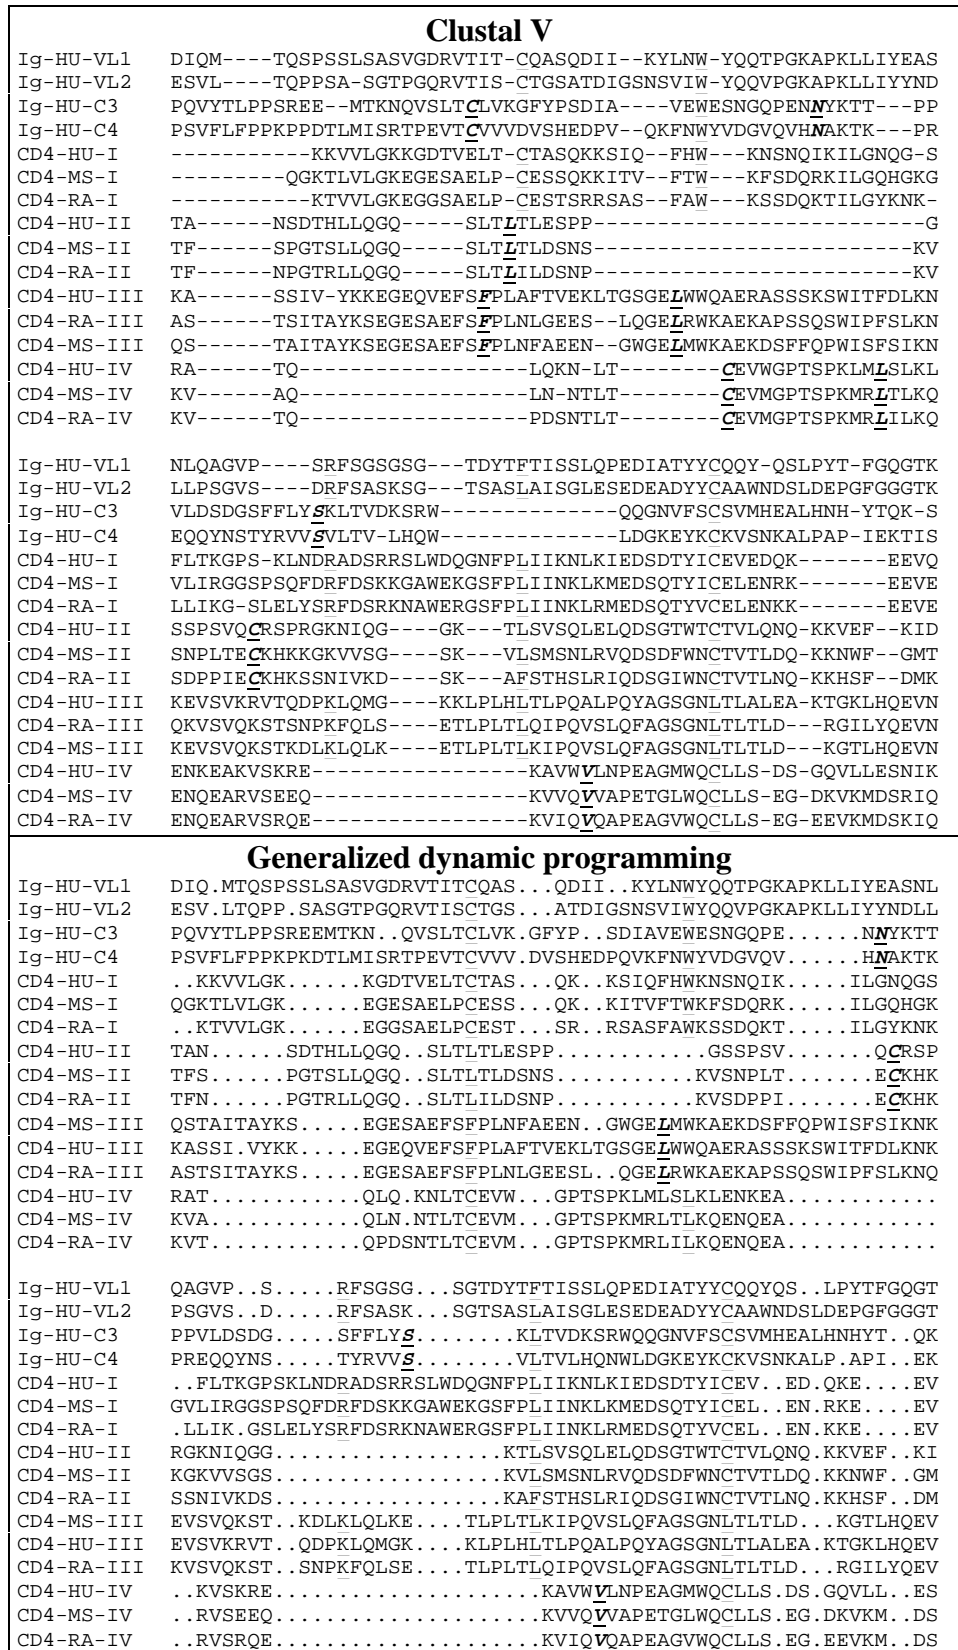 Clustal V
Ig-HU-VL1 DIQM----TQSPSSLSASVGDRVTIT-CQASQDII--KYLNW-YQQTPGKAPKLLIYEAS
Ig-HU-VL2 ESVL----TQPPSA-SGTPGQRVTIS-CTGSATDIGSNSVIW-YQQVPGKAPKLLIYYND
Ig-HU-C3 PQVYTLPPSREE--MTKNQVSLTCLVKGFYPSDIA----VEWESNGQPENNYKTT---PP
Ig-HU-C4 PSVFLFPPKPPDTLMISRTPEVTCVVVDVSHEDPV--QKFNWYVDGVQVHNAKTK---PR
CD4-HU-I -----------KKVVLGKKGDTVELT-CTASQKKSIQ--FHW---KNSNQIKILGNQG-S
CD4-MS-I ---------QGKTLVLGKEGESAELP-CESSQKKITV--FTW---KFSDQRKILGQHGKG
CD4-RA-I -----------KTVVLGKEGGSAELP-CESTSRRSAS--FAW---KSSDQKTILGYKNK-
CD4-HU-II TA------NSDTHLLQGQ-----SLTLTLESPP--------------------------G
CD4-MS-II TF------SPGTSLLQGQ-----SLTLTLDSNS-------------------------KV
CD4-RA-II TF------NPGTRLLQGQ-----SLTLILDSNP-------------------------KV
CD4-HU-III KA------SSIV-YKKEGEQVEFSFPLAFTVEKLTGSGELWWQAERASSSKSWITFDLKN
CD4-RA-III AS------TSITAYKSEGESAEFSFPLNLGEES--LQGELRWKAEKAPSSQSWIPFSLKN
CD4-MS-III QS------TAITAYKSEGESAEFSFPLNFAEEN--GWGELMWKAEKDSFFQPWISFSIKN
CD4-HU-IV RA------TQ------------------LQKN-LT--------CEVWGPTSPKLMLSLKL
CD4-MS-IV KV------AQ------------------LN-NTLT--------CEVMGPTSPKMRLTLKQ
CD4-RA-IV KV------TQ------------------PDSNTLT--------CEVMGPTSPKMRLILKQ
Ig-HU-VL1 NLQAGVP----SRFSGSGSG---TDYTFTISSLQPEDIATYYCQQY-QSLPYT-FGQGTK
Ig-HU-VL2 LLPSGVS----DRFSASKSG---TSASLAISGLESEDEADYYCAAWNDSLDEPGFGGGTK
Ig-HU-C3 VLDSDGSFFLYSKLTVDKSRW--------------QQGNVFSCSVMHEALHNH-YTQK-S
Ig-HU-C4 EQQYNSTYRVVSVLTV-LHQW--------------LDGKEYKCKVSNKALPAP-IEKTIS
CD4-HU-I FLTKGPS-KLNDRADSRRSLWDQGNFPLIIKNLKIEDSDTYICEVEDQK-------EEVQ
CD4-MS-I VLIRGGSPSQFDRFDSKKGAWEKGSFPLIINKLKMEDSQTYICELENRK-------EEVE
CD4-RA-I LLIKG-SLELYSRFDSRKNAWERGSFPLIINKLRMEDSQTYVCELENKK-------EEVE
CD4-HU-II SSPSVQCRSPRGKNIQG----GK---TLSVSQLELQDSGTWTCTVLQNQ-KKVEF--KID
CD4-MS-II SNPLTECKHKKGKVVSG----SK---VLSMSNLRVQDSDFWNCTVTLDQ-KKNWF--GMT
CD4-RA-II SDPPIECKHKSSNIVKD----SK---AFSTHSLRIQDSGIWNCTVTLNQ-KKHSF--DMK
CD4-HU-III KEVSVKRVTQDPKLQMG----KKLPLHLTLPQALPQYAGSGNLTLALEA-KTGKLHQEVN
CD4-RA-III QKVSVQKSTSNPKFQLS----ETLPLTLQIPQVSLQFAGSGNLTLTLD--RGILYQEVN
CD4-MS-III KEVSVQKSTKDLKLQLK----ETLPLTLKIPQVSLQFAGSGNLTLTLD--KGTLHQEVN
CD4-HU-IV ENKEAKVSKRE-----------------KAVWVLNPEAGMWQCLLS-DS-GQVLLESNIK
CD4-MS-IV ENQEARVSEEQ-----------------KVVQVVAPETGLWQCLLS-EG-DKVKMDSRIQ
CD4-RA-IV ENQEARVSRQE-----------------KVIQVQAPEAGVWQCLLS-EG-EEVKMDSKIQ
Generalized dynamic programming
Ig-HU-VL1 DIQ.MTQSPSSLSASVGDRVTITCQAS...QDII..KYLNWYQQTPGKAPKLLIYEASNL
Ig-HU-VL2 ESV.LTQPP.SASGTPGQRVTISCTGS...ATDIGSNSVIWYQQVPGKAPKLLIYYNDLL
Ig-HU-C3 PQVYTLPPSREEMTKN..QVSLTCLVK.GFYP..SDIAVEWESNGQPE......NNYKTT
Ig-HU-C4 PSVFLFPPKPKDTLMISRTPEVTCVVV.DVSHEDPQVKFNWYVDGVQV......HNAKTK
CD4-HU-I ..KKVVLGK......KGDTVELTCTAS...QK..KSIQFHWKNSNQIK......ILGNQGS
CD4-MS-I QGKTLVLGK......EGESAELPCESS...QK..KITVFTWKFSDQRK......ILGQHGK
CD4-RA-I ..KTVVLGK......EGGSAELPCEST...SR..RSASFAWKSSDQKT......ILGYKNK
CD4-HU-II TAN......SDTHLLQGQ..SLTLTLESPP...........GSSPSV.......QCRSP
CD4-MS-II TFS......PGTSLLQGQ..SLTLTLDSNS...........KVSNPLT......ECKHK
CD4-RA-II TFN......PGTRLLQGQ..SLTLILDSNP...........KVSDPPI......ECKHK
CD4-MS-III QSTAITAYKS......EGESAEFSFPLNFAEEN..GWGELMWKAEKDSFFQPWISFSIKNK
CD4-HU-III KASSI.VYKK......EGEQVEFSFPLAFTVEKLTGSGELWWQAERASSSKSWITFDLKNK
CD4-RA-III ASTSITAYKS......EGESAEFSFPLNLGEESL..QGELRWKAEKAPSSQSWIPFSLKNQ
CD4-HU-IV RAT............QLQ.KNLTCEVW...GPTSPKLMLSLKLENKEA............
CD4-MS-IV KVA............QLN.NTLTCEVM...GPTSPKMRLTLKQENQEA............
CD4-RA-IV KVT............QPDSNTLTCEVM...GPTSPKMRLILKQENQEA............
Ig-HU-VL1 QAGVP..S.....RFSGSG...SGTDYTFTISSLQPEDIATYYCQQYQS..LPYTFGQGT
Ig-HU-VL2 PSGVS..D.....RFSASK...SGTSASLAISGLESEDEADYYCAAWNDSLDEPGFGGGT
Ig-HU-C3 PPVLDSDG.....SFFLYS........KLTVDKSRWQQGNVFSCSVMHEALHNHYT..QK
Ig-HU-C4 PREQQYNS.....TYRVVS........VLTVLHQNWLDGKEYKCKVSNKALP.API..EK
CD4-HU-I ..FLTKGPSKLNDRADSRRSLWDQGNFPLIIKNLKIEDSDTYICEV..ED.QKE....EV
CD4-MS-I GVLIRGGSPSQFDRFDSKKGAWEKGSFPLIINKLKMEDSQTYICEL..EN.RKE....EV
CD4-RA-I .LLIK.GSLELYSRFDSRKNAWERGSFPLIINKLRMEDSQTYVCEL..EN.KKE....EV
CD4-HU-II RGKNIQGG..................KTLSVSQLELQDSGTWTCTVLQNQ.KKVEF..KI
CD4-MS-II KGKVVSGS..................KVLSMSNLRVQDSDFWNCTVTLDQ.KKNWF..GM
CD4-RA-II SSNIVKDS..................KAFSTHSLRIQDSGIWNCTVTLNQ.KKHSF..DM
CD4-MS-III EVSVQKST..KDLKLQLKE....TLPLTLKIPQVSLQFAGSGNLTLTLD...KGTLHQEV
CD4-HU-III EVSVKRVT..QDPKLQMGK....KLPLHLTLPQALPQYAGSGNLTLALEA.KTGKLHQEV
CD4-RA-III KVSVQKST..SNPKFQLSE....TLPLTLQIPQVSLQFAGSGNLTLTLD...RGILYQEV
CD4-HU-IV ..KVSKRE.....................KAVWVLNPEAGMWQCLLS.DS.GQVLL..ES
CD4-MS-IV ..RVSEEQ.....................KVVQVVAPETGLWQCLLS.EG.DKVKM..DS
CD4-RA-IV ..RVSRQE.....................KVIQVQAPEAGVWQCLLS.EG.EEVKM..DS